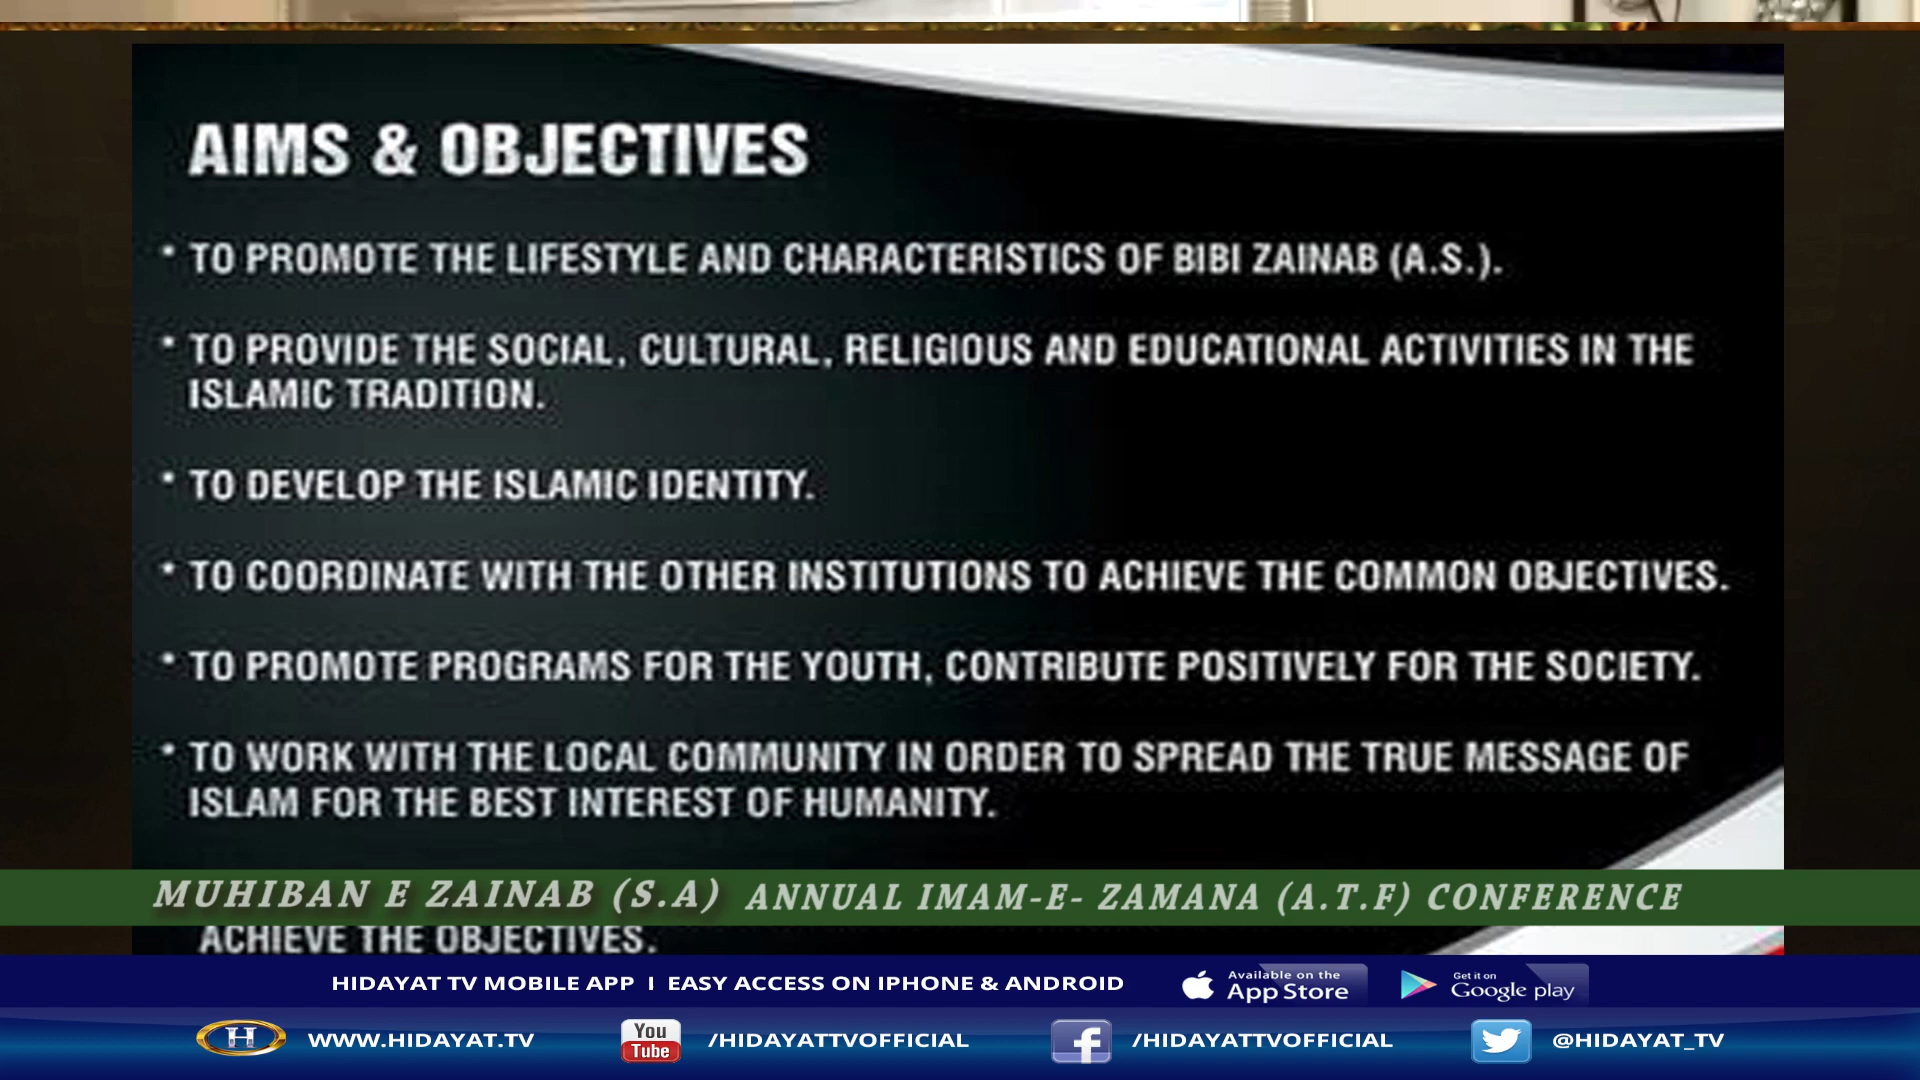 AIMS & OBJECTIVES
* TO PROMOTE THE LIFESTYLE AND CHARACTERISTICS OF BIBI ZAINAB (A.S.).
* TO PROVIDE THE SOCIAL, CULTURAL, RELIGIOUS AND EDUCATIONAL ACTIVITIES IN THE
ISLAMIC TRADITION.
* TO DEVELOP THE ISLAMIC IDENTITY.
* TO COORDINATE WITH THE OTHER INSTITUTIONS TO ACHIEVE THE COMMON OBJECTIVES.
* TO PROMOTE PROGRAMS FOR THE YOUTH, CONTRIBUTE POSITIVELY FOR THE SOCIETY.
* TO WORK WITH THE LOCAL COMMUNITY IN ORDER TO SPREAD THE TRUE MESSAGE OF
ISLAM FOR THE BEST INTEREST OF HUMANITY.
MUHIBAN E ZAINAB (S.A) ANNUAL IMAM-E- ZAMANA (A.T.F) CONFERENCE
ACHIEVE THE OBJECTIVES.
HIDAYAT TV MOBILE APP I EASY ACCESS ON IPHONE & ANDROID Available on the App Store Get it on Google play
H WWW.HIDAYAT.TV You Tube /HIDAYATTVOFFICIAL f /HIDAYATTVOFFICIAL @HIDAYAT_TV